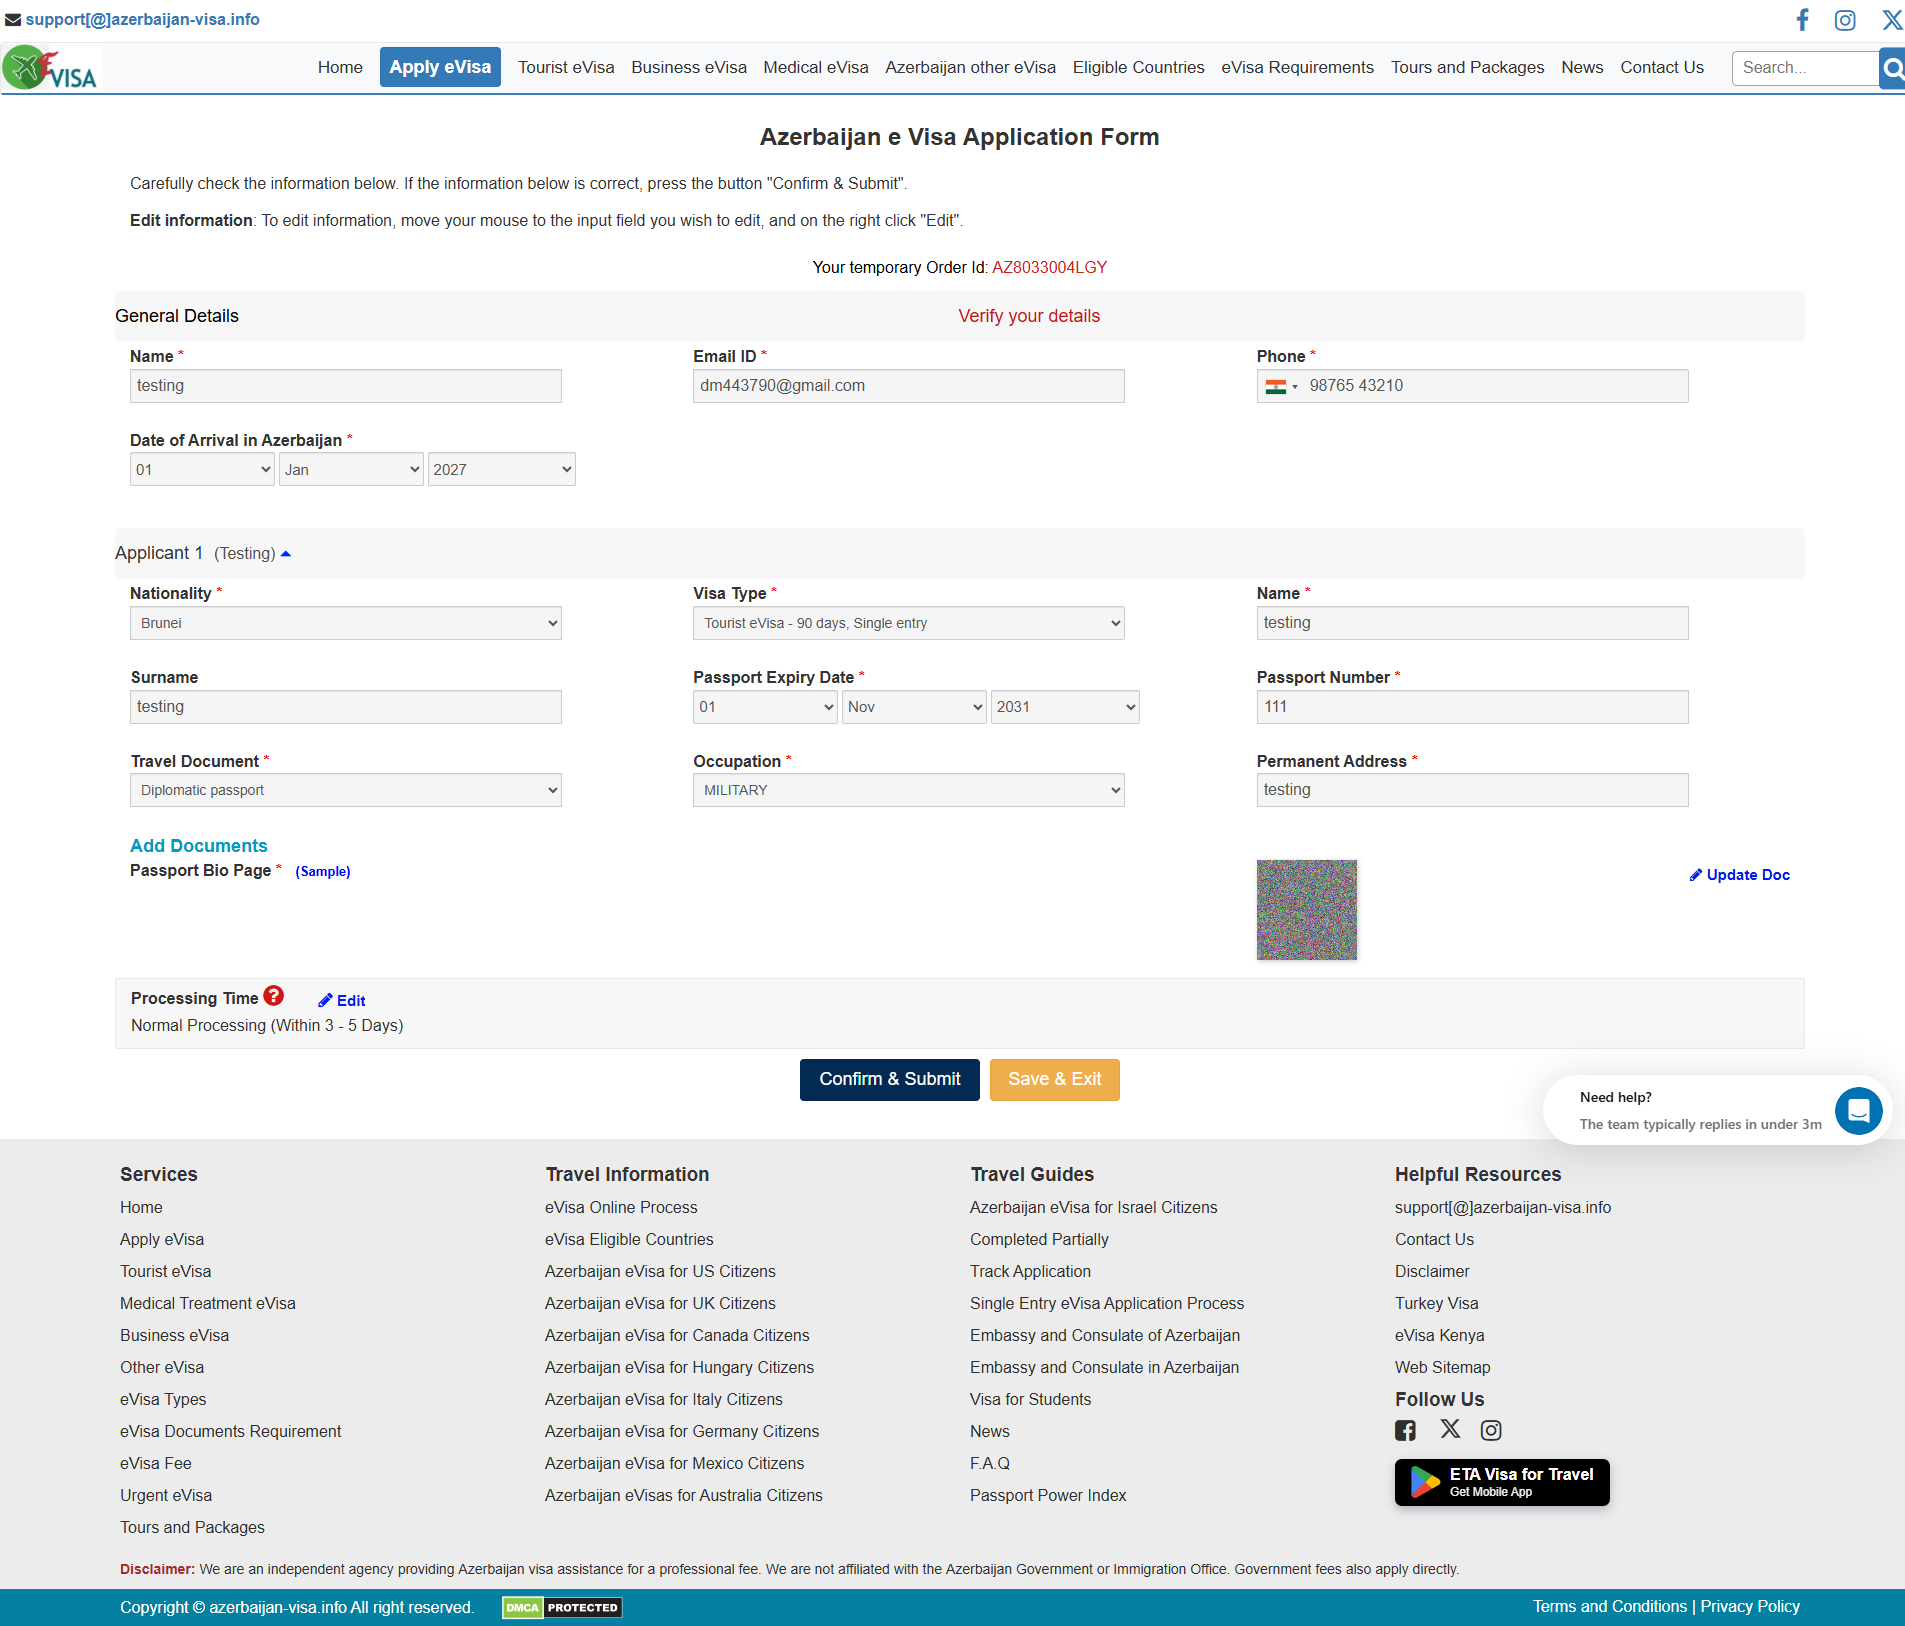 support[@]azerbaijan-visa.info
EVISA
Home
Apply eVisa
Tourist eVisa
Business eVisa
Medical eVisa
Azerbaijan other eVisa
Eligible Countries
eVisa Requirements
Tours and Packages
News
Contact Us
Search...
Azerbaijan e Visa Application Form
Carefully check the information below. If the information below is correct, press the button "Confirm & Submit".
Edit information: To edit information, move your mouse to the input field you wish to edit, and on the right click "Edit".
Your temporary Order Id: AZ8033004LGY
General Details
Verify your details
Name *
Email ID *
Phone *
testing
dm443790@gmail.com
98765 43210
Date of Arrival in Azerbaijan *
01
Jan
2027
Applicant 1 (Testing)
Nationality *
Visa Type *
Name *
Brunei
Tourist eVisa - 90 days, Single entry
testing
Surname
Passport Expiry Date *
Passport Number *
testing
01
Nov
2031
111
Travel Document *
Occupation *
Permanent Address *
Diplomatic passport
MILITARY
testing
Add Documents
Passport Bio Page * (Sample)
Update Doc
Processing Time ?
Edit
Normal Processing (Within 3 - 5 Days)
Confirm & Submit
Save & Exit
Need help?
The team typically replies in under 3m
Services
Home
Apply eVisa
Tourist eVisa
Medical Treatment eVisa
Business eVisa
Other eVisa
eVisa Types
eVisa Documents Requirement
eVisa Fee
Urgent eVisa
Tours and Packages
Travel Information
eVisa Online Process
eVisa Eligible Countries
Azerbaijan eVisa for US Citizens
Azerbaijan eVisa for UK Citizens
Azerbaijan eVisa for Canada Citizens
Azerbaijan eVisa for Hungary Citizens
Azerbaijan eVisa for Italy Citizens
Azerbaijan eVisa for Germany Citizens
Azerbaijan eVisa for Mexico Citizens
Azerbaijan eVisas for Australia Citizens
Travel Guides
Azerbaijan eVisa for Israel Citizens
Completed Partially
Track Application
Single Entry eVisa Application Process
Embassy and Consulate of Azerbaijan
Embassy and Consulate in Azerbaijan
Visa for Students
News
F.A.Q
Passport Power Index
Helpful Resources
support[@]azerbaijan-visa.info
Contact Us
Disclaimer
Turkey Visa
eVisa Kenya
Web Sitemap
Follow Us
ETA Visa for Travel
Get Mobile App
Disclaimer: We are an independent agency providing Azerbaijan visa assistance for a professional fee. We are not affiliated with the Azerbaijan Government or Immigration Office. Government fees also apply directly.
Copyright © azerbaijan-visa.info All right reserved.
DMCA PROTECTED
Terms and Conditions | Privacy Policy